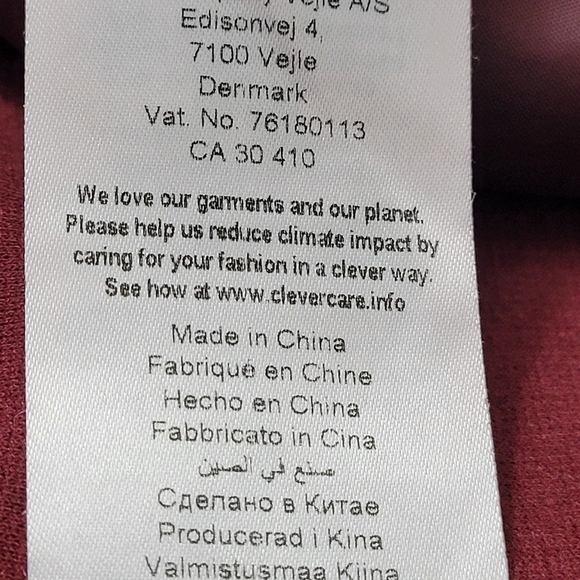 Vejle A/S
Edisonvej 4,
7100 Vejle
Denmark
Vat. No. 76180113
CA 30 410
We love our garments and our planet.
Please help us reduce climate impact by
caring for your fashion in a clever way.
See how at www.clevercare.info
Made in China
Fabriqué en Chine
Hecho en China
Fabbricato in Cina
صنع في الصين
Сделано в Китае
Producerad i Kina
Valmistusmaa Kiina